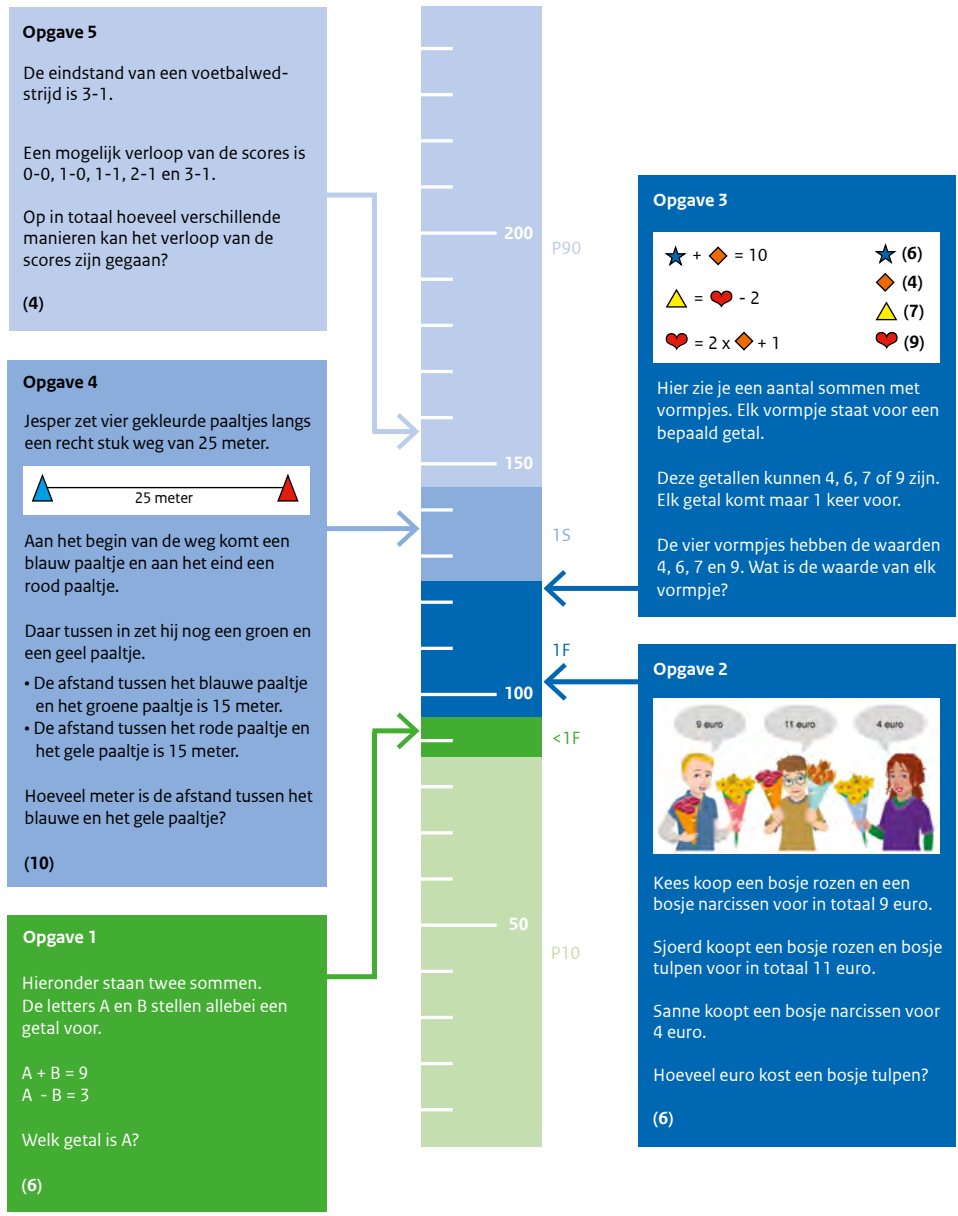 Opgave 5
De eindstand van een voetbalwed-
strijd is 3-1.
Een mogelijk verloop van de scores is
0-0, 1-0, 1-1, 2-1 en 3-1.
Op in totaal hoeveel verschillende
manieren kan het verloop van de
scores zijn gegaan?
(4)
Opgave 4
Jesper zet vier gekleurde paaltjes langs
een recht stuk weg van 25 meter.
25 meter
Aan het begin van de weg komt een
blauw paaltje en aan het eind een
rood paaltje.
Daar tussen in zet hij nog een groen en
een geel paaltje.
• De afstand tussen het blauwe paaltje
en het groene paaltje is 15 meter.
• De afstand tussen het rode paaltje en
het gele paaltje is 15 meter.
Hoeveel meter is de afstand tussen het
blauwe en het gele paaltje?
(10)
Opgave 1
Hieronder staan twee sommen.
De letters A en B stellen allebei een
getal voor.
A + B = 9
A - B = 3
Welk getal is A?
(6)
200
150
100
50
P90
1S
1F
<1F
P10
Opgave 3
+ = 10
(6)
(4)
= - 2
(7)
= 2 x + 1
(9)
Hier zie je een aantal sommen met
vormpjes. Elk vormpje staat voor een
bepaald getal.
Deze getallen kunnen 4, 6, 7 of 9 zijn.
Elk getal komt maar 1 keer voor.
De vier vormpjes hebben de waarden
4, 6, 7 en 9. Wat is de waarde van elk
vormpje?
Opgave 2
9 euro
11 euro
4 euro
Kees koop een bosje rozen en een
bosje narcissen voor in totaal 9 euro.
Sjoerd koopt een bosje rozen en bosje
tulpen voor in totaal 11 euro.
Sanne koopt een bosje narcissen voor
4 euro.
Hoeveel euro kost een bosje tulpen?
(6)